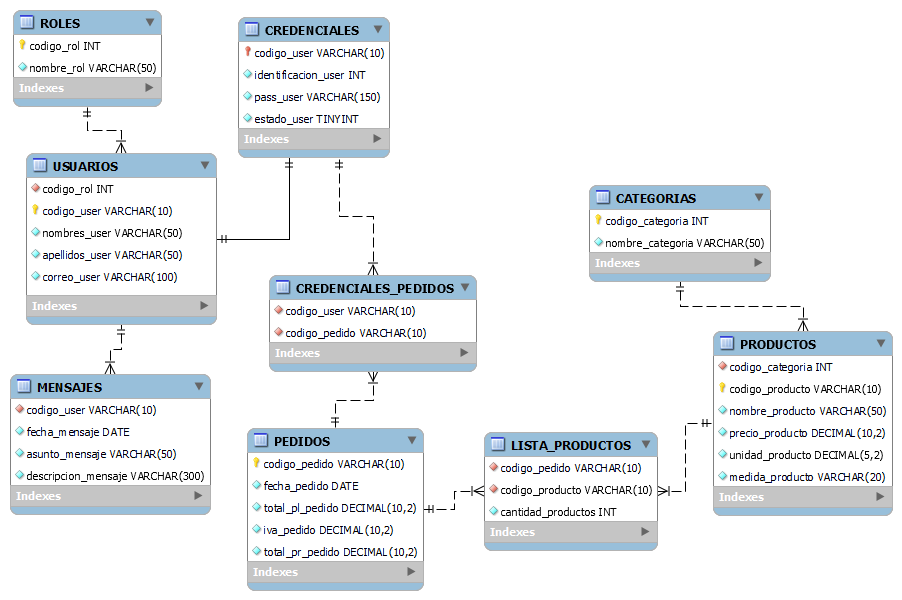 ROLES
codigo_rol INT
nombre_rol VARCHAR(50)
Indexes
CREDENCIALES
codigo_user VARCHAR(10)
identificacion_user INT
pass_user VARCHAR(150)
estado_user TINYINT
Indexes
USUARIOS
codigo_rol INT
codigo_user VARCHAR(10)
nombres_user VARCHAR(50)
apellidos_user VARCHAR(50)
correo_user VARCHAR(100)
Indexes
CATEGORIAS
codigo_categoria INT
nombre_categoria VARCHAR(50)
Indexes
CREDENCIALES_PEDIDOS
codigo_user VARCHAR(10)
codigo_pedido VARCHAR(10)
Indexes
PRODUCTOS
codigo_categoria INT
codigo_producto VARCHAR(10)
nombre_producto VARCHAR(50)
precio_producto DECIMAL(10,2)
unidad_producto DECIMAL(5,2)
medida_producto VARCHAR(20)
Indexes
MENSAJES
codigo_user VARCHAR(10)
fecha_mensaje DATE
asunto_mensaje VARCHAR(50)
descripcion_mensaje VARCHAR(300)
Indexes
PEDIDOS
codigo_pedido VARCHAR(10)
fecha_pedido DATE
total_pl_pedido DECIMAL(10,2)
iva_pedido DECIMAL(10,2)
total_pr_pedido DECIMAL(10,2)
Indexes
LISTA_PRODUCTOS
codigo_pedido VARCHAR(10)
codigo_producto VARCHAR(10)
cantidad_productos INT
Indexes